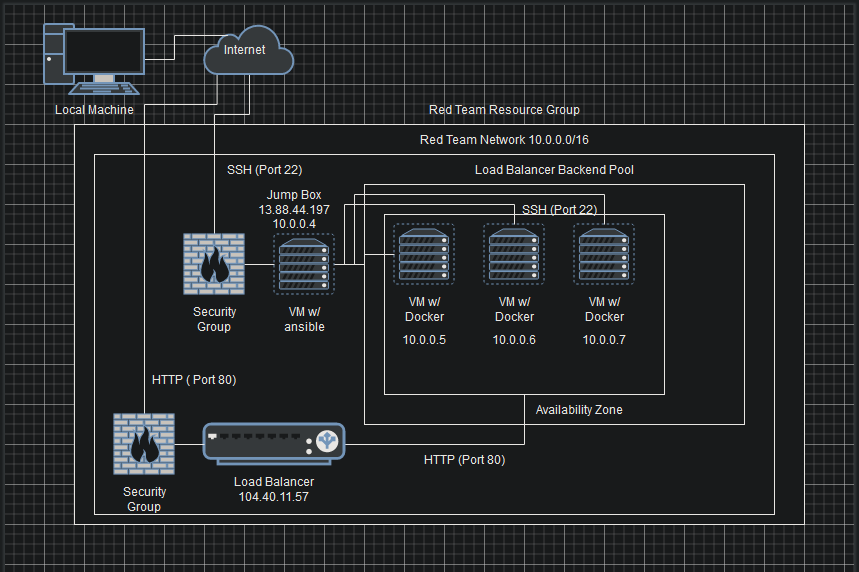 Internet
Local Machine
Red Team Resource Group
Red Team Network 10.0.0.0/16
SSH (Port 22)
Load Balancer Backend Pool
Jump Box
13.88.44.197
10.0.0.4
SSH (Port 22)
Security
Group
VM w/
ansible
VM w/
Docker
10.0.0.5
VM w/
Docker
10.0.0.6
VM w/
Docker
10.0.0.7
HTTP ( Port 80)
Availability Zone
HTTP (Port 80)
Load Balancer
104.40.11.57
Security
Group